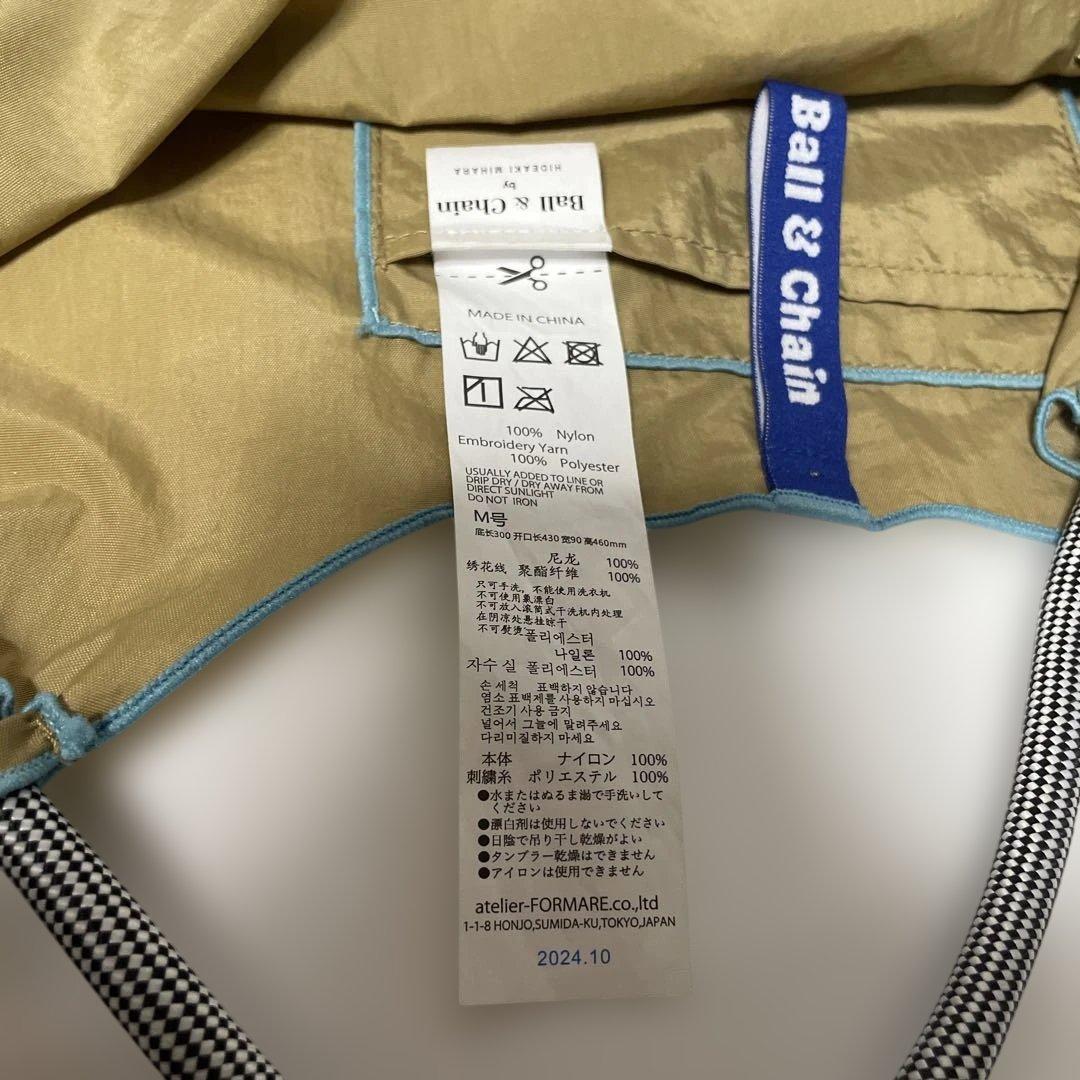 Ball & Chain
by
HIDEAKI MIHARA
Ball & Chain
MADE IN CHINA
100% Nylon
Embroidery Yarn
100% Polyester
USUALLY ADDED TO LINE OR
DRIP DRY / DRY AWAY FROM
DIRECT SUNLIGHT
DO NOT IRON
M号
底长300 开口长430 宽90 高460mm
尼龙 100%
绣花线 聚酯纤维 100%
只可手洗，不能使用洗衣机
不可使用氯漂白
不可放入滚筒式干洗机内处理
在阴凉处悬挂晾干
不可熨烫
폴리에스터
나일론 100%
자수 실 폴리에스터 100%
손 세척 표백하지 않습니다
염소 표백제를 사용하지 마십시오
건조기 사용 금지
널어서 그늘에 말려주세요
다리미질하지 마세요
本体 ナイロン 100%
刺繍糸 ポリエステル 100%
●水またはぬるま湯で手洗いして
ください
●漂白剤は使用しないでください
●日陰で吊り干し乾燥がよい
●タンブラー乾燥はできません
●アイロンは使用できません
atelier-FORMARE.co.,ltd
1-1-8 HONJO,SUMIDA-KU,TOKYO,JAPAN
2024.10